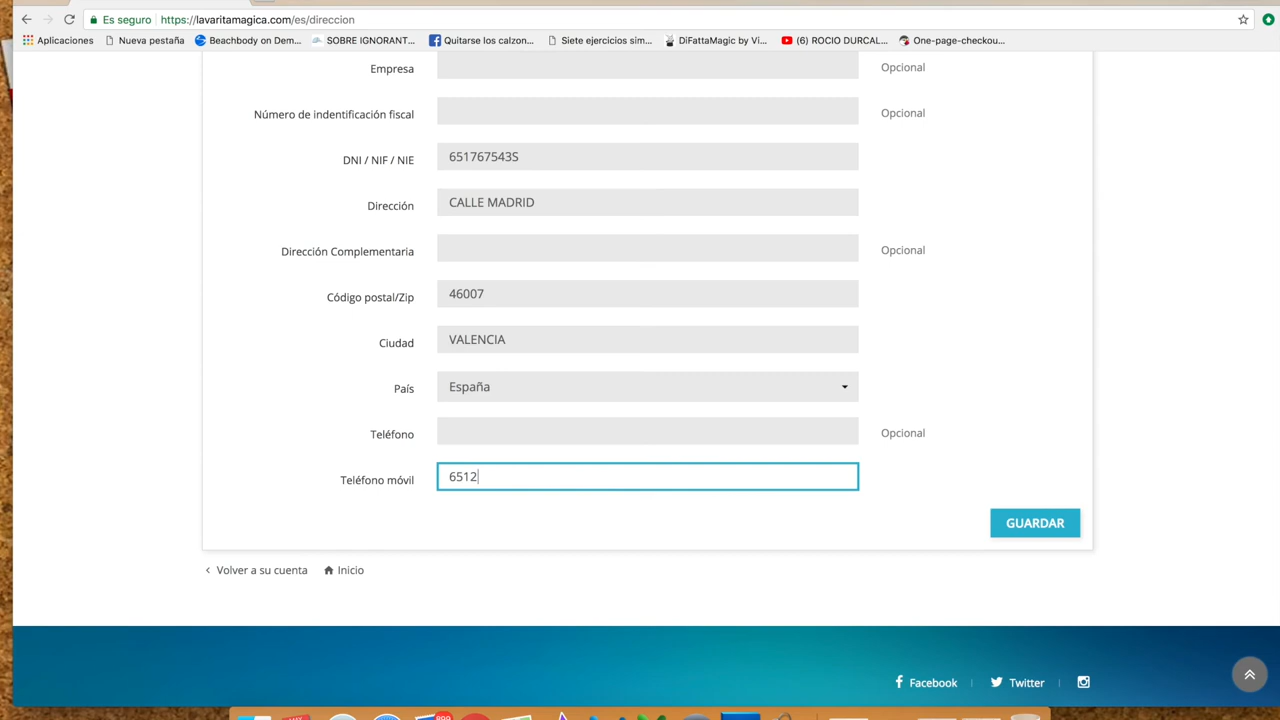 Es seguro https://lavaritamagica.com/es/direccion
Aplicaciones Nueva pestaña Beachbody on Dem... SOBRE IGNORANT... Quitarse los calzon... Siete ejercicios sim... DiFattaMagic by Vi... (6) ROCIO DURCAL... One-page-checkou...
Empresa Opcional
Número de indentificación fiscal Opcional
DNI / NIF / NIE 651767543S
Dirección CALLE MADRID
Dirección Complementaria Opcional
Código postal/Zip 46007
Ciudad VALENCIA
País España
Teléfono Opcional
Teléfono móvil 6512
GUARDAR
Volver a su cuenta Inicio
Facebook Twitter